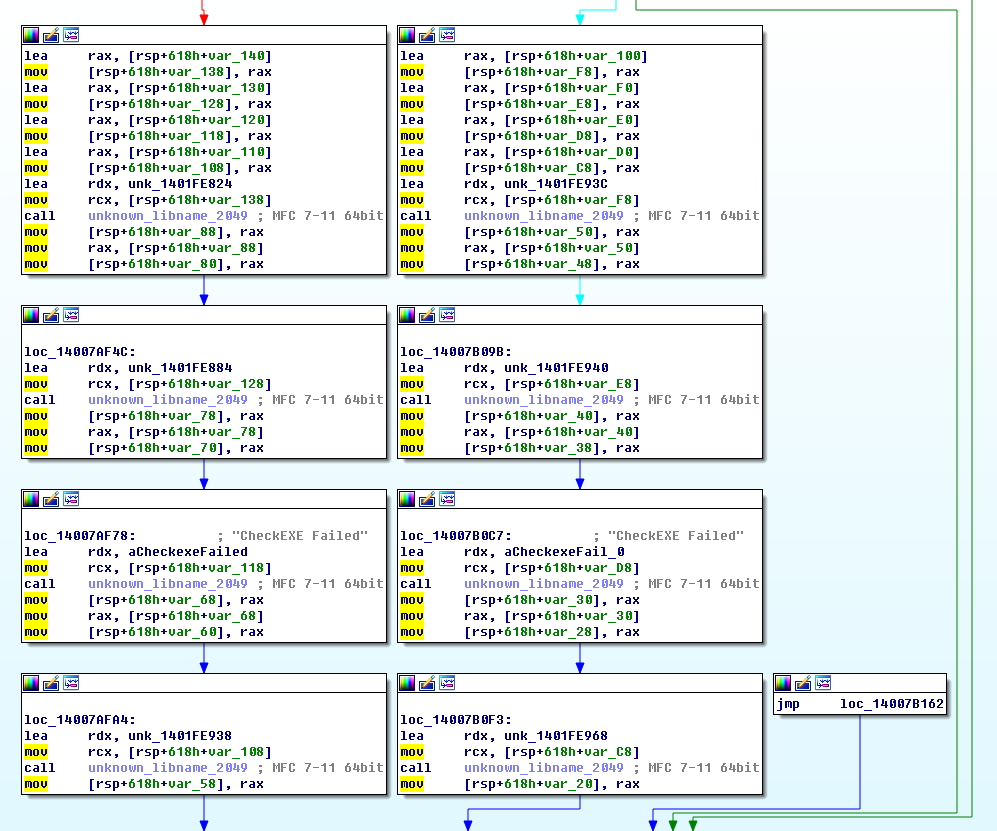 lea rax, [rsp+618h+var_140]
mov [rsp+618h+var_138], rax
lea rax, [rsp+618h+var_130]
mov [rsp+618h+var_128], rax
lea rax, [rsp+618h+var_120]
mov [rsp+618h+var_118], rax
lea rax, [rsp+618h+var_110]
mov [rsp+618h+var_108], rax
lea rdx, unk_1401FE824
mov rcx, [rsp+618h+var_138]
call unknown_libname_2049 ; MFC 7-11 64bit
mov [rsp+618h+var_88], rax
mov rax, [rsp+618h+var_88]
mov [rsp+618h+var_80], rax
loc_14007AF4C:
lea rdx, unk_1401FE884
mov rcx, [rsp+618h+var_128]
call unknown_libname_2049 ; MFC 7-11 64bit
mov [rsp+618h+var_78], rax
mov rax, [rsp+618h+var_78]
mov [rsp+618h+var_70], rax
loc_14007AF78: ; "CheckEXE Failed"
lea rdx, aCheckexeFailed
mov rcx, [rsp+618h+var_118]
call unknown_libname_2049 ; MFC 7-11 64bit
mov [rsp+618h+var_68], rax
mov rax, [rsp+618h+var_68]
mov [rsp+618h+var_60], rax
loc_14007AFA4:
lea rdx, unk_1401FE938
mov rcx, [rsp+618h+var_108]
call unknown_libname_2049 ; MFC 7-11 64bit
mov [rsp+618h+var_58], rax
lea rax, [rsp+618h+var_100]
mov [rsp+618h+var_F8], rax
lea rax, [rsp+618h+var_F0]
mov [rsp+618h+var_E8], rax
lea rax, [rsp+618h+var_E0]
mov [rsp+618h+var_D8], rax
lea rax, [rsp+618h+var_D0]
mov [rsp+618h+var_C8], rax
lea rdx, unk_1401FE93C
mov rcx, [rsp+618h+var_F8]
call unknown_libname_2049 ; MFC 7-11 64bit
mov [rsp+618h+var_50], rax
mov rax, [rsp+618h+var_50]
mov [rsp+618h+var_48], rax
loc_14007B09B:
lea rdx, unk_1401FE940
mov rcx, [rsp+618h+var_E8]
call unknown_libname_2049 ; MFC 7-11 64bit
mov [rsp+618h+var_40], rax
mov rax, [rsp+618h+var_40]
mov [rsp+618h+var_38], rax
loc_14007B0C7: ; "CheckEXE Failed"
lea rdx, aCheckexeFail_0
mov rcx, [rsp+618h+var_D8]
call unknown_libname_2049 ; MFC 7-11 64bit
mov [rsp+618h+var_30], rax
mov rax, [rsp+618h+var_30]
mov [rsp+618h+var_28], rax
loc_14007B0F3:
lea rdx, unk_1401FE968
mov rcx, [rsp+618h+var_C8]
call unknown_libname_2049 ; MFC 7-11 64bit
mov [rsp+618h+var_20], rax
jmp loc_14007B162